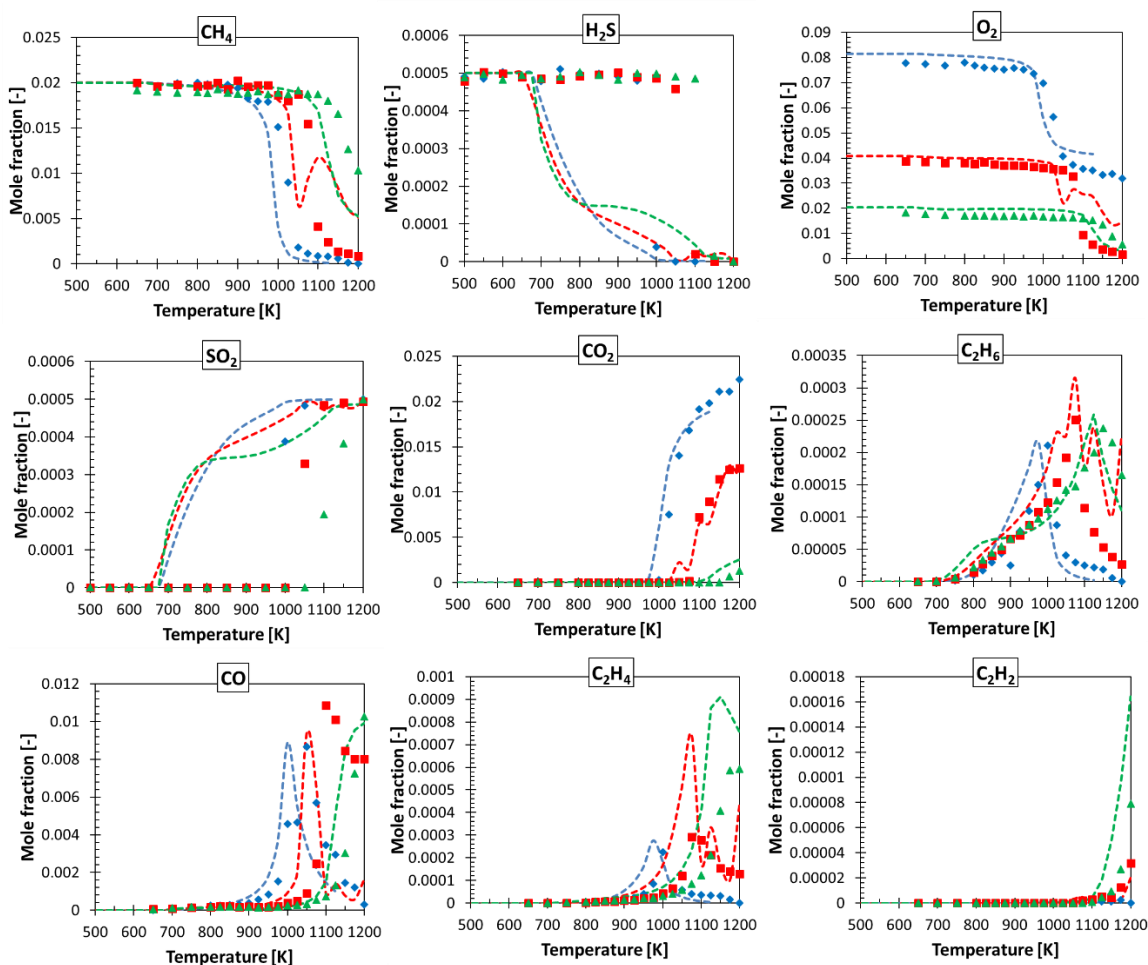 CH4
Mole fraction [-]
0.025
0.02
0.015
0.01
0.005
0
500 600 700 800 900 1000 1100 1200
Temperature [K]
H2S
Mole fraction [-]
0.0006
0.0005
0.0004
0.0003
0.0002
0.0001
0
500 600 700 800 900 1000 1100 1200
Temperature [K]
O2
Mole fraction [-]
0.09
0.08
0.07
0.06
0.05
0.04
0.03
0.02
0.01
0
500 600 700 800 900 1000 1100 1200
Temperature [K]
SO2
Mole fraction [-]
0.0006
0.0005
0.0004
0.0003
0.0002
0.0001
0
500 600 700 800 900 1000 1100 1200
Temperature [K]
CO2
Mole fraction [-]
0.025
0.02
0.015
0.01
0.005
0
500 600 700 800 900 1000 1100 1200
Temperature [K]
C2H6
Mole fraction [-]
0.00035
0.0003
0.00025
0.0002
0.00015
0.0001
0.00005
0
500 600 700 800 900 1000 1100 1200
Temperature [K]
CO
Mole fraction [-]
0.012
0.01
0.008
0.006
0.004
0.002
0
500 600 700 800 900 1000 1100 1200
Temperature [K]
C2H4
Mole fraction [-]
0.001
0.0009
0.0008
0.0007
0.0006
0.0005
0.0004
0.0003
0.0002
0.0001
0
500 600 700 800 900 1000 1100 1200
Temperature [K]
C2H2
Mole fraction [-]
0.00018
0.00016
0.00014
0.00012
0.0001
0.00008
0.00006
0.00004
0.00002
0
500 600 700 800 900 1000 1100 1200
Temperature [K]